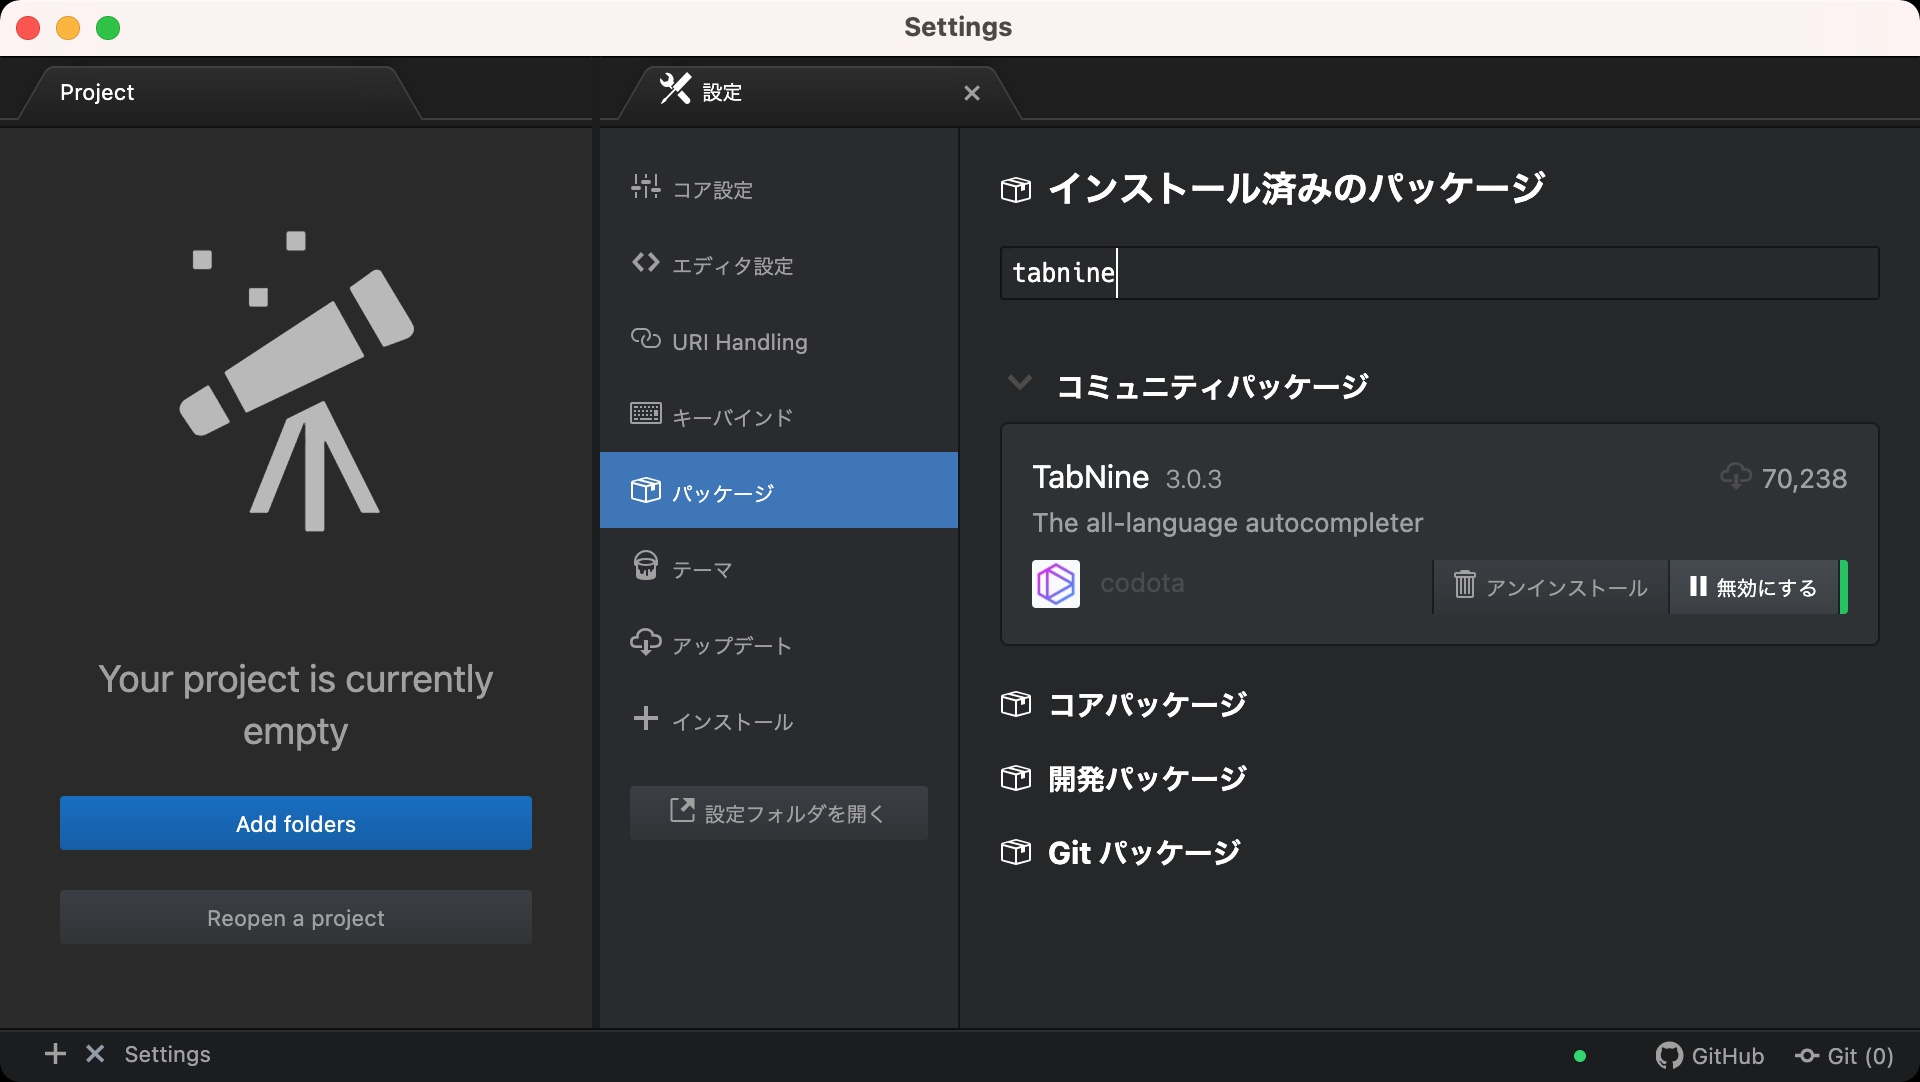 Settings
Project
設定
コア設定
エディタ設定
URI Handling
キーバインド
パッケージ
テーマ
アップデート
インストール
設定フォルダを開く
インストール済みのパッケージ
tabnine
コミュニティパッケージ
TabNine 3.0.3
70,238
The all-language autocompleter
codota
アンインストール
無効にする
コアパッケージ
開発パッケージ
Git パッケージ
Your project is currently
empty
Add folders
Reopen a project
Settings
GitHub
Git (0)